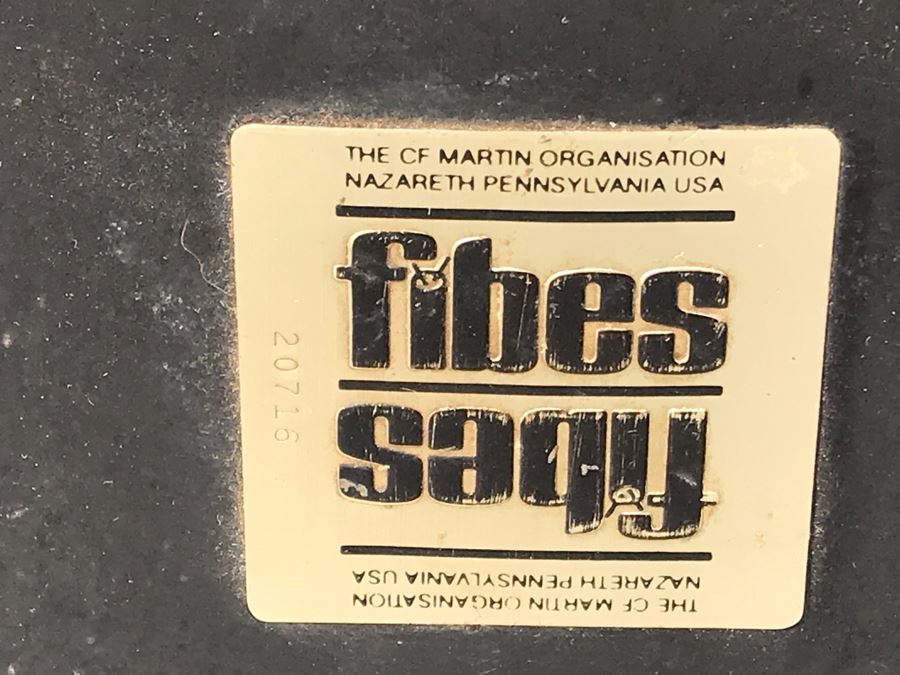 THE CF MARTIN ORGANISATION
NAZARETH PENNSYLVANIA USA
fibes
20716
fibes
NAZARETH PENNSYLVANIA USA
THE CF MARTIN ORGANISATION